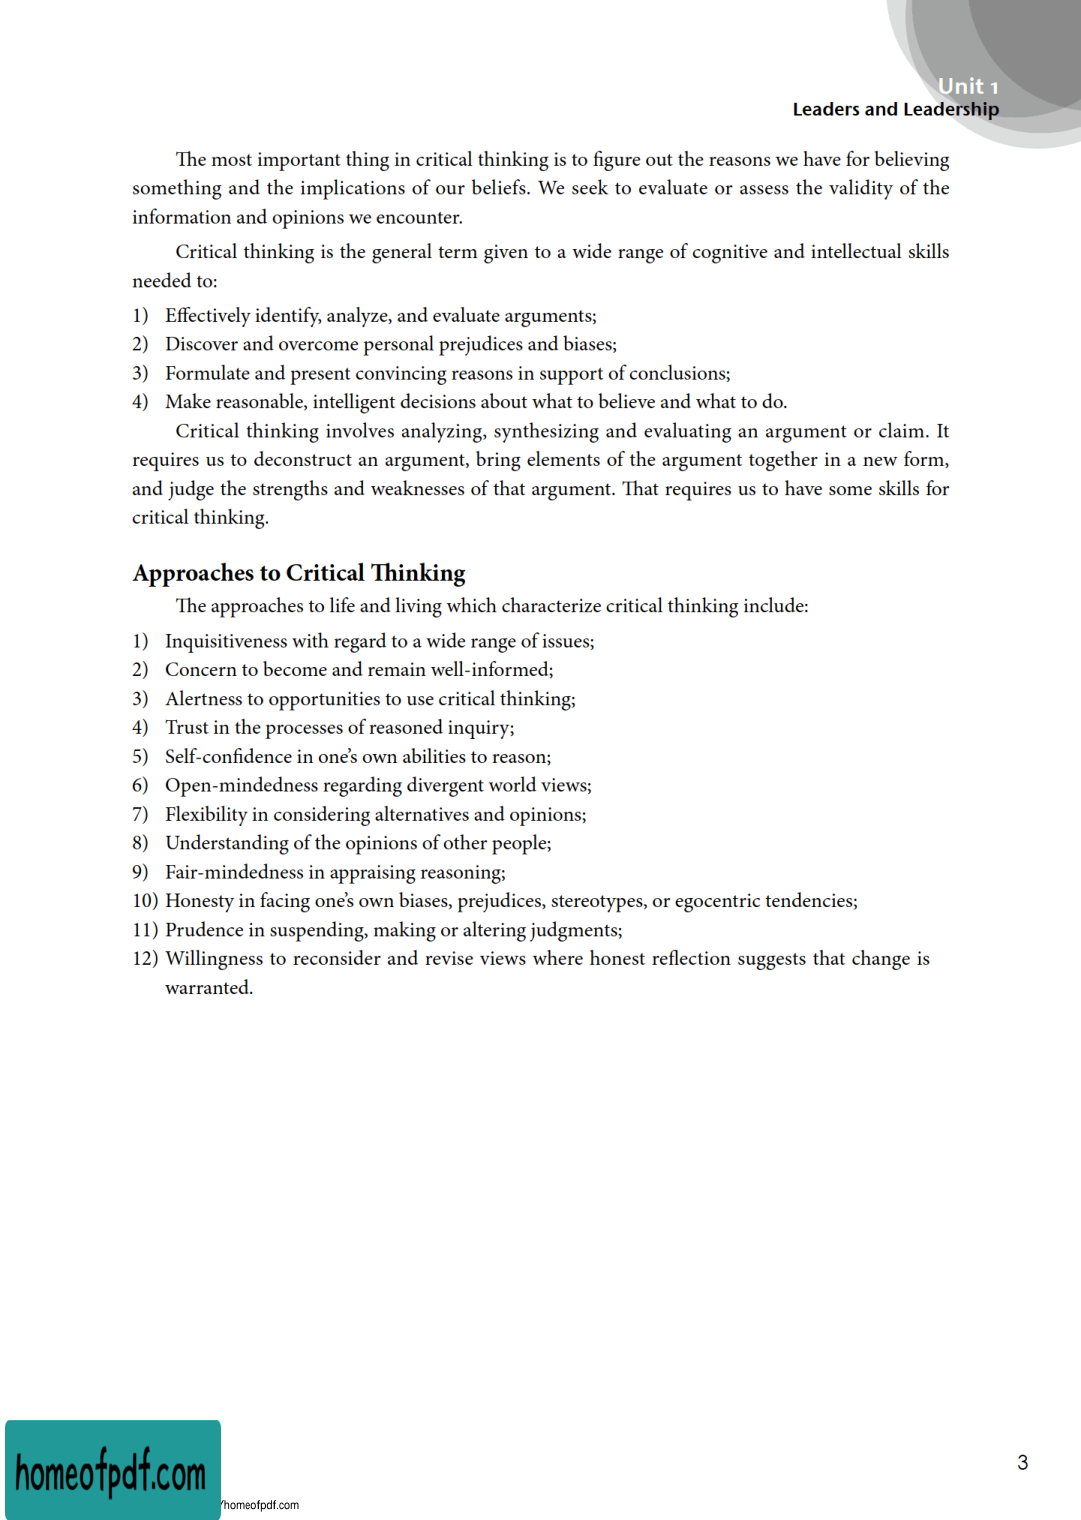 Unit 1
Leaders and Leadership
The most important thing in critical thinking is to figure out the reasons we have for believing
something and the implications of our beliefs. We seek to evaluate or assess the validity of the
information and opinions we encounter.
Critical thinking is the general term given to a wide range of cognitive and intellectual skills
needed to:
1) Effectively identify, analyze, and evaluate arguments;
2) Discover and overcome personal prejudices and biases;
3) Formulate and present convincing reasons in support of conclusions;
4) Make reasonable, intelligent decisions about what to believe and what to do.
Critical thinking involves analyzing, synthesizing and evaluating an argument or claim. It
requires us to deconstruct an argument, bring elements of the argument together in a new form,
and judge the strengths and weaknesses of that argument. That requires us to have some skills for
critical thinking.
Approaches to Critical Thinking
The approaches to life and living which characterize critical thinking include:
1) Inquisitiveness with regard to a wide range of issues;
2) Concern to become and remain well-informed;
3) Alertness to opportunities to use critical thinking;
4) Trust in the processes of reasoned inquiry;
5) Self-confidence in one’s own abilities to reason;
6) Open-mindedness regarding divergent world views;
7) Flexibility in considering alternatives and opinions;
8) Understanding of the opinions of other people;
9) Fair-mindedness in appraising reasoning;
10) Honesty in facing one’s own biases, prejudices, stereotypes, or egocentric tendencies;
11) Prudence in suspending, making or altering judgments;
12) Willingness to reconsider and revise views where honest reflection suggests that change is
warranted.
3
homeofpdf.com
/homeofpdf.com